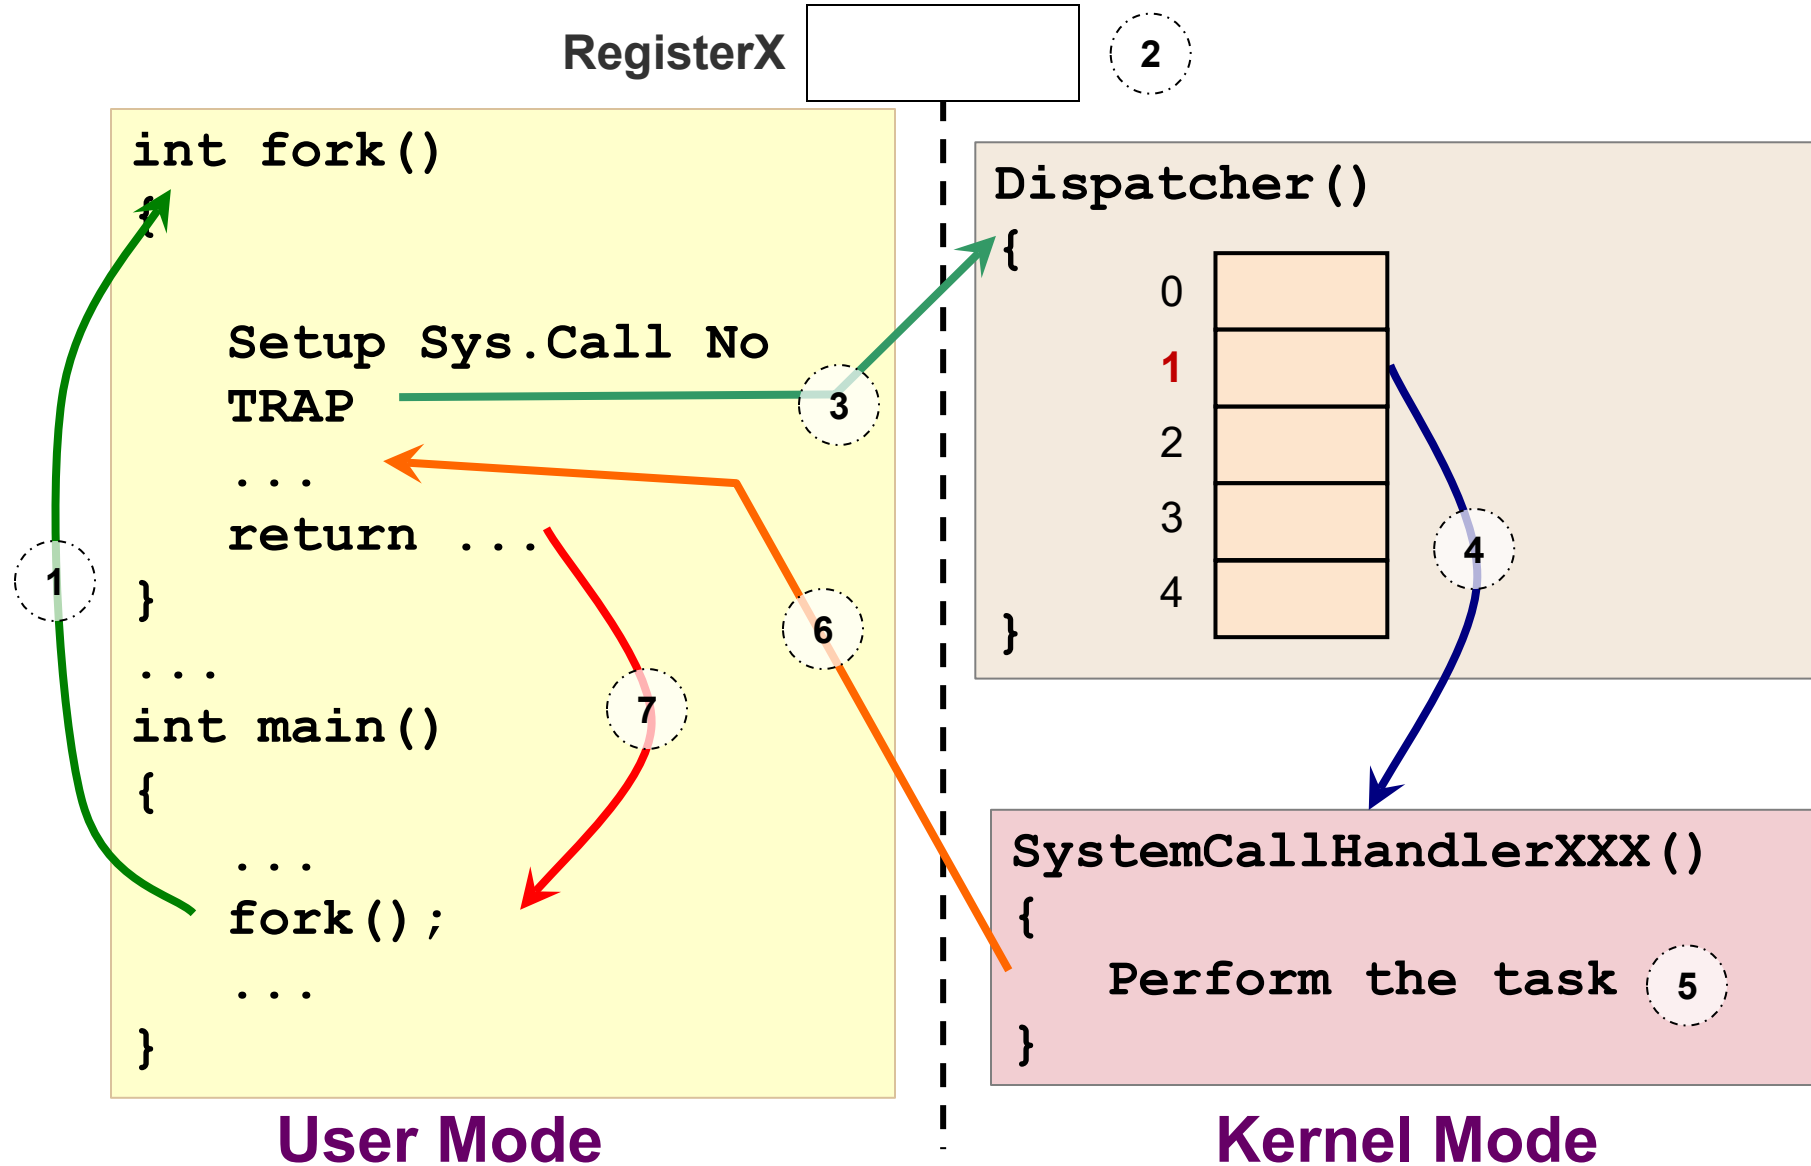 RegisterX
2
int fork()
{
Setup Sys.Call No
TRAP
...
return ...
}
...
int main()
{
...
fork();
...
}
1
3
6
7
User Mode
Dispatcher()
{
0
1
2
3
4
}
4
SystemCallHandlerXXX()
{
Perform the task
5
}
Kernel Mode